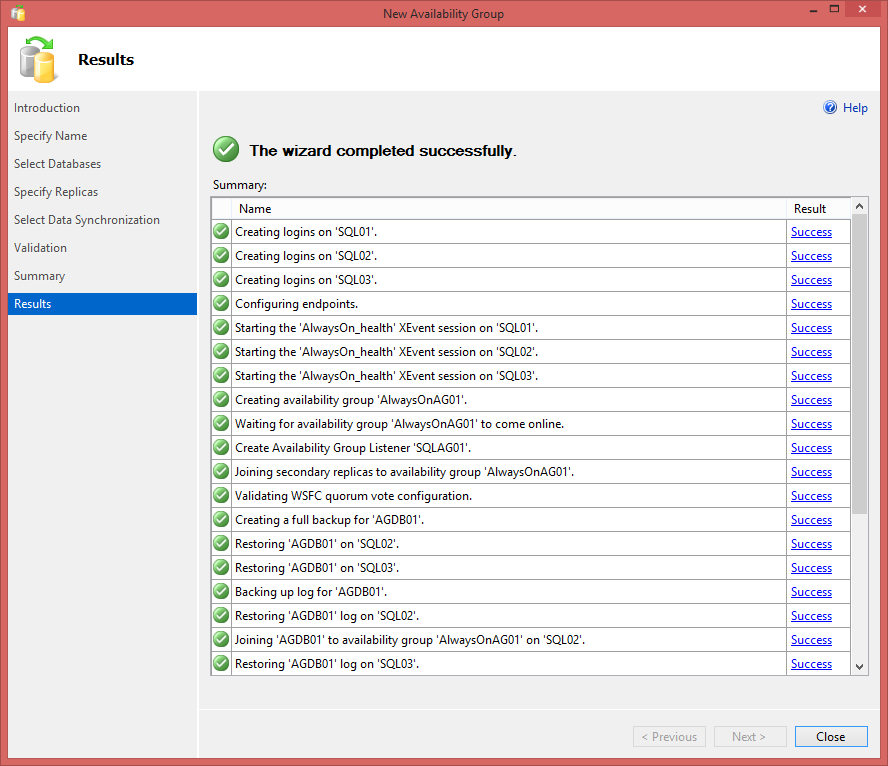 New Availability Group
Results
Introduction
Specify Name
Select Databases
Specify Replicas
Select Data Synchronization
Validation
Summary
Results
Help
The wizard completed successfully.
Summary:
Name Result
Creating logins on 'SQL01'. Success
Creating logins on 'SQL02'. Success
Creating logins on 'SQL03'. Success
Configuring endpoints. Success
Starting the 'AlwaysOn_health' XEvent session on 'SQL01'. Success
Starting the 'AlwaysOn_health' XEvent session on 'SQL02'. Success
Starting the 'AlwaysOn_health' XEvent session on 'SQL03'. Success
Creating availability group 'AlwaysOnAG01'. Success
Waiting for availability group 'AlwaysOnAG01' to come online. Success
Create Availability Group Listener 'SQLAG01'. Success
Joining secondary replicas to availability group 'AlwaysOnAG01'. Success
Validating WSFC quorum vote configuration. Success
Creating a full backup for 'AGDB01'. Success
Restoring 'AGDB01' on 'SQL02'. Success
Restoring 'AGDB01' on 'SQL03'. Success
Backing up log for 'AGDB01'. Success
Restoring 'AGDB01' log on 'SQL02'. Success
Joining 'AGDB01' to availability group 'AlwaysOnAG01' on 'SQL02'. Success
Restoring 'AGDB01' log on 'SQL03'. Success
< Previous Next > Close